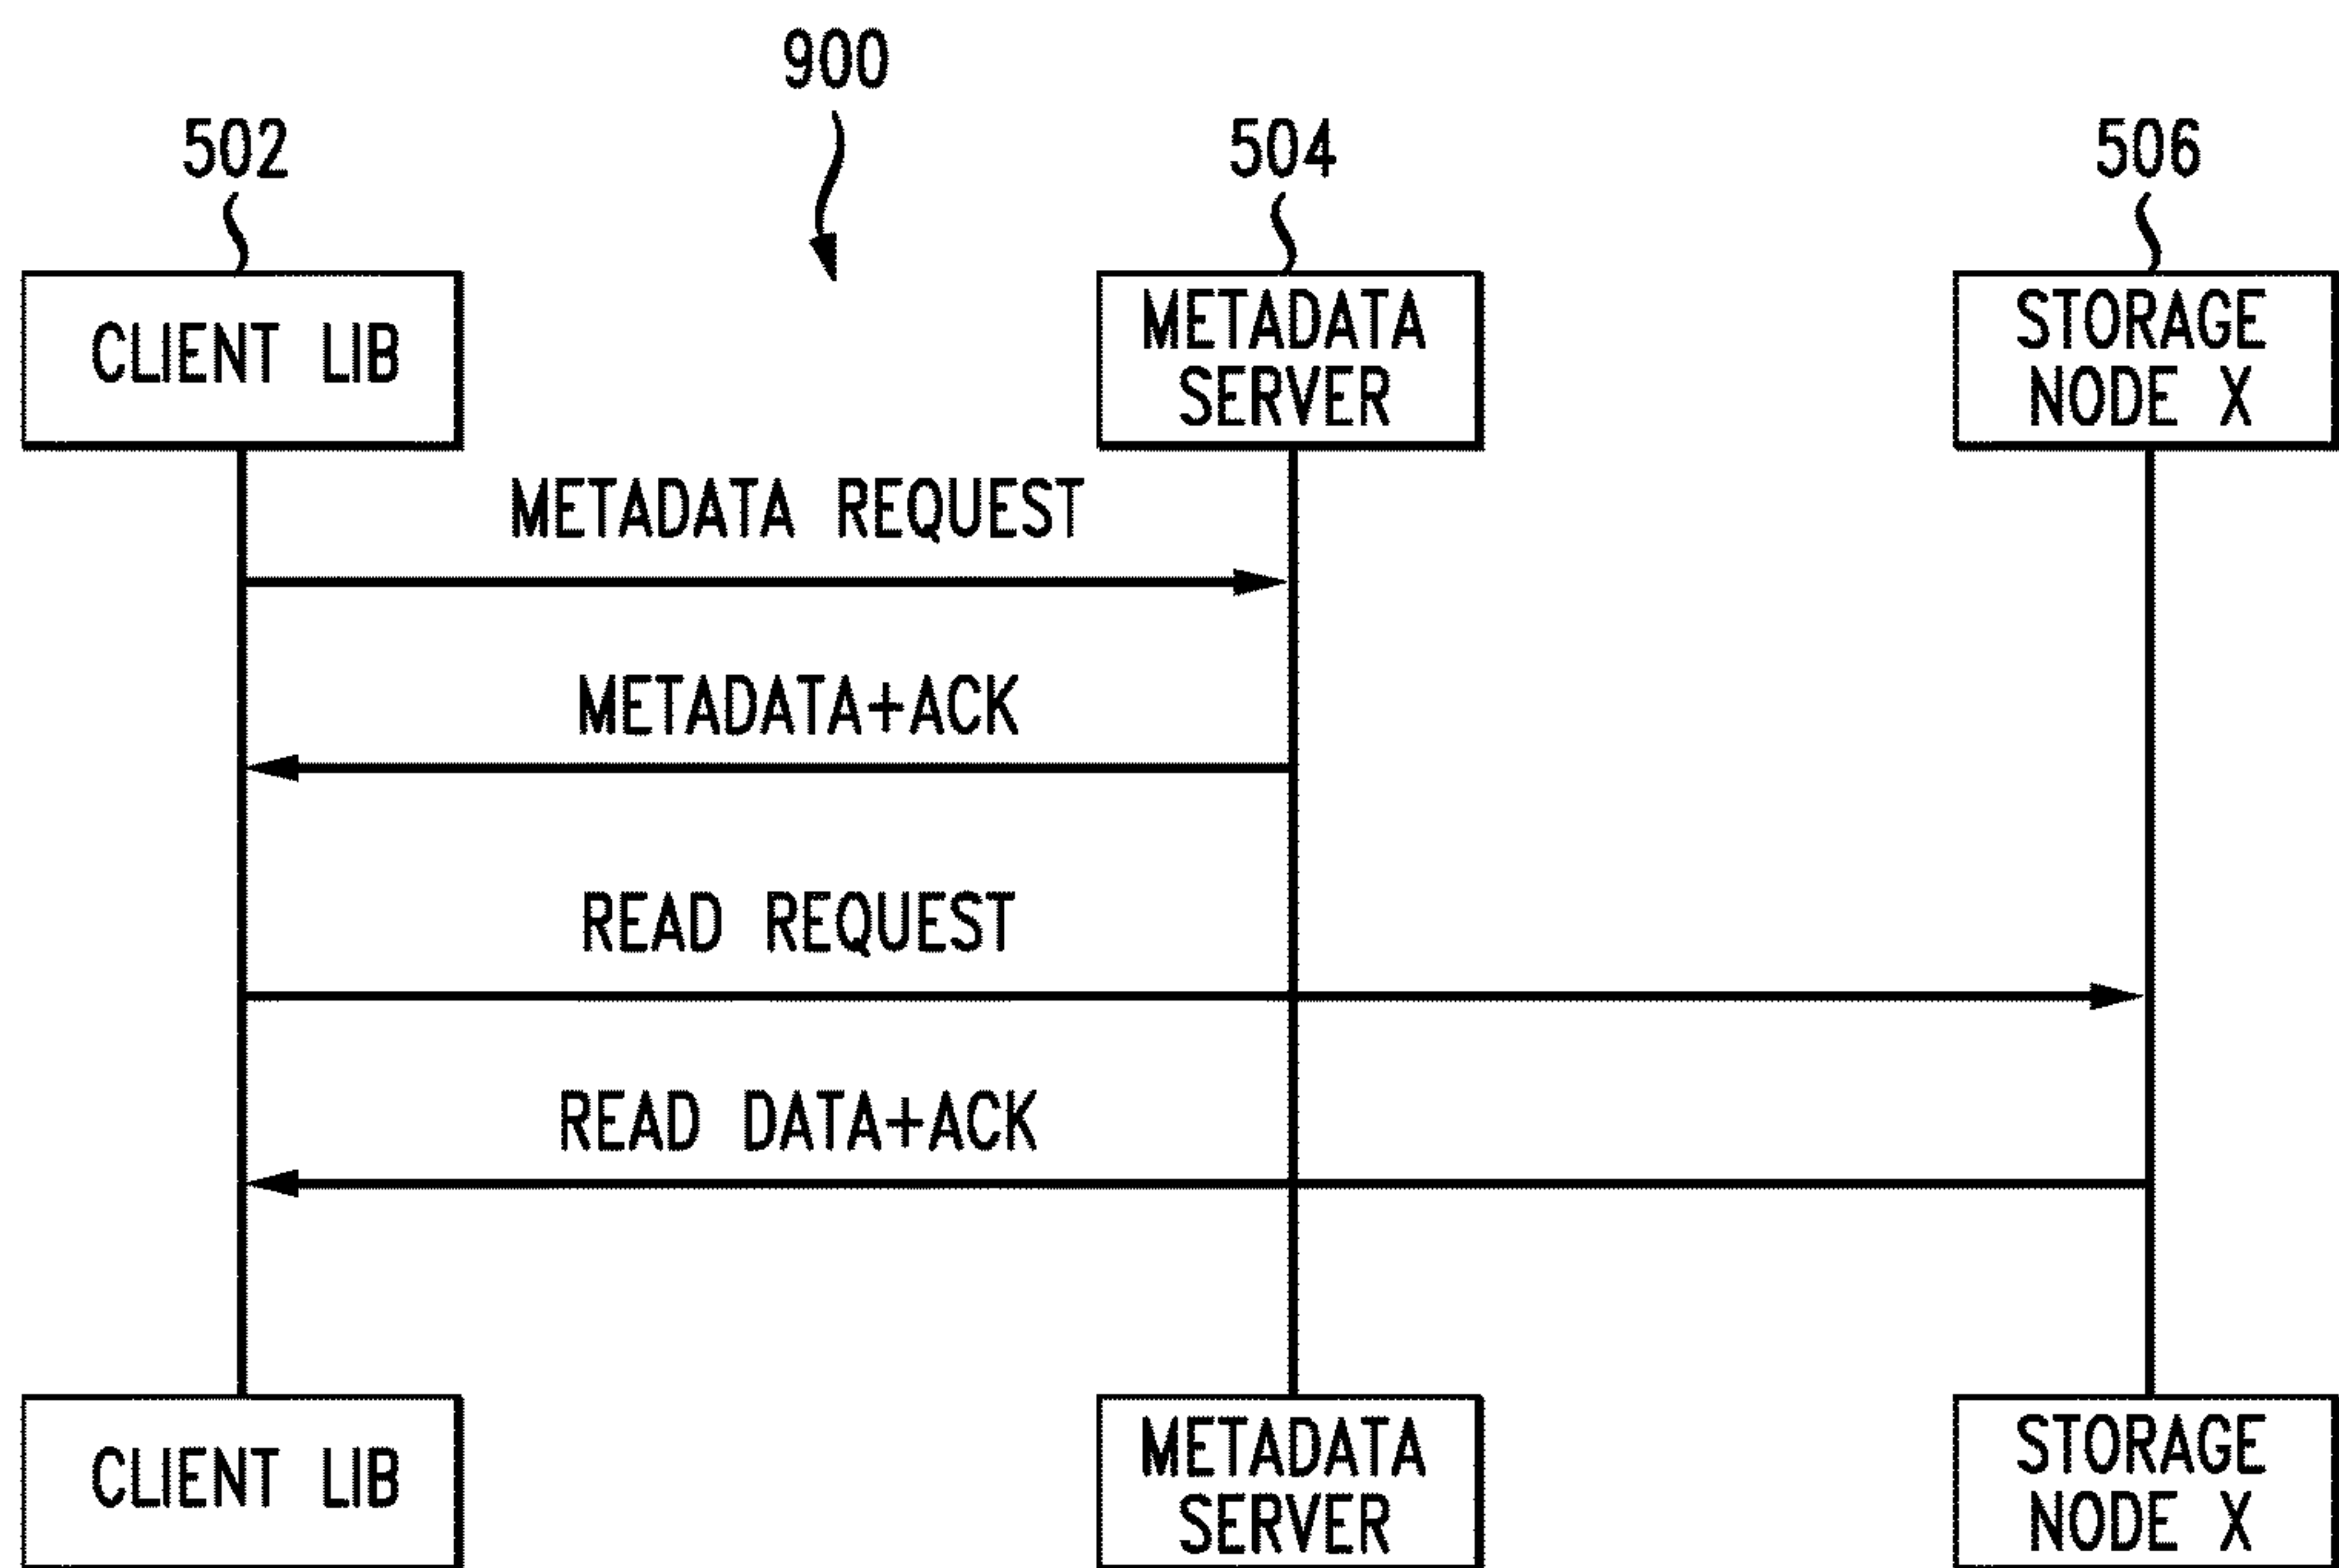 900
502
504
506
CLIENT LIB
METADATA
SERVER
STORAGE
NODE X
METADATA REQUEST
METADATA+ACK
READ REQUEST
READ DATA+ACK
CLIENT LIB
METADATA
SERVER
STORAGE
NODE X